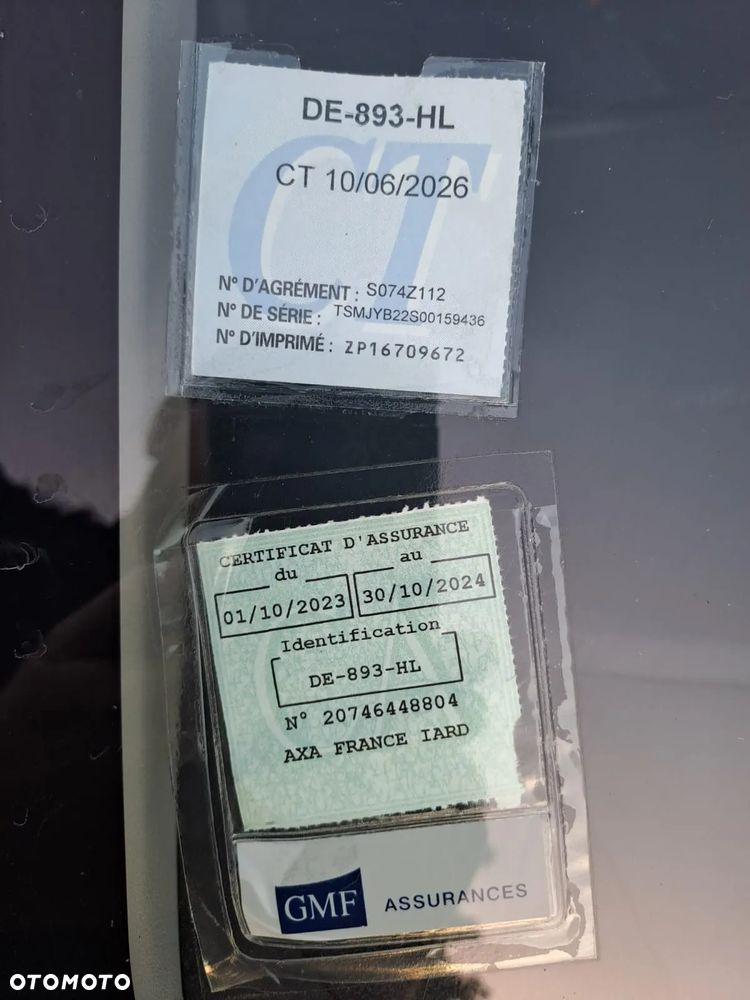 DE-893-HL
CT 10/06/2026
N° D'AGRÉMENT : S074Z112
N° DE SÉRIE : TSMJYB22S00159436
N° D'IMPRIMÉ : ZP16709672
CERTIFICAT D'ASSURANCE
du au
01/10/2023 30/10/2024
Identification
DE-893-HL
N° 20746448804
AXA FRANCE IARD
GMF ASSURANCES
OTOMOTO